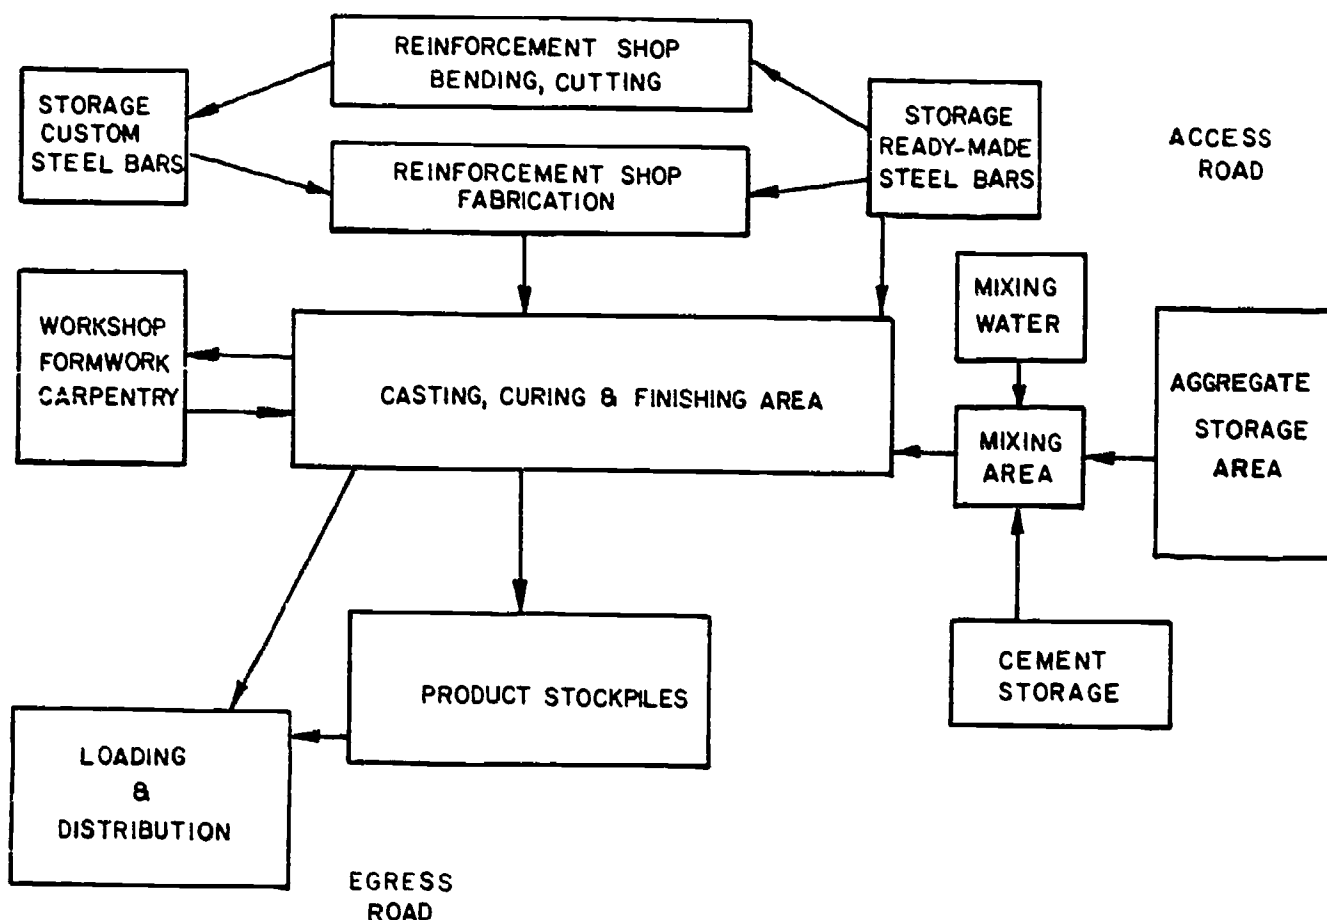 REINFORCEMENT SHOP
BENDING, CUTTING
STORAGE
CUSTOM
STEEL BARS
STORAGE
READY-MADE
STEEL BARS
ACCESS
ROAD
REINFORCEMENT SHOP
FABRICATION
WORKSHOP
FORMWORK
CARPENTRY
CASTING, CURING & FINISHING AREA
MIXING
WATER
MIXING
AREA
AGGREGATE
STORAGE
AREA
PRODUCT STOCKPILES
CEMENT
STORAGE
LOADING
&
DISTRIBUTION
EGRESS
ROAD